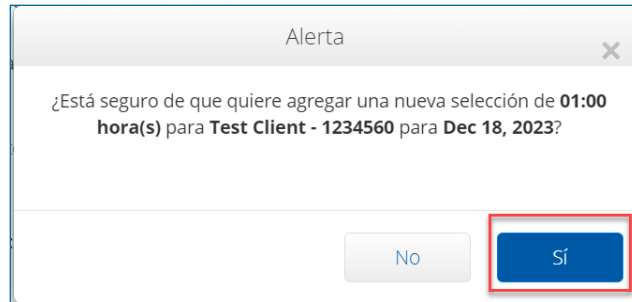 Alerta
¿Está seguro de que quiere agregar una nueva selección de 01:00
hora(s) para Test Client - 1234560 para Dec 18, 2023?
No
Sí